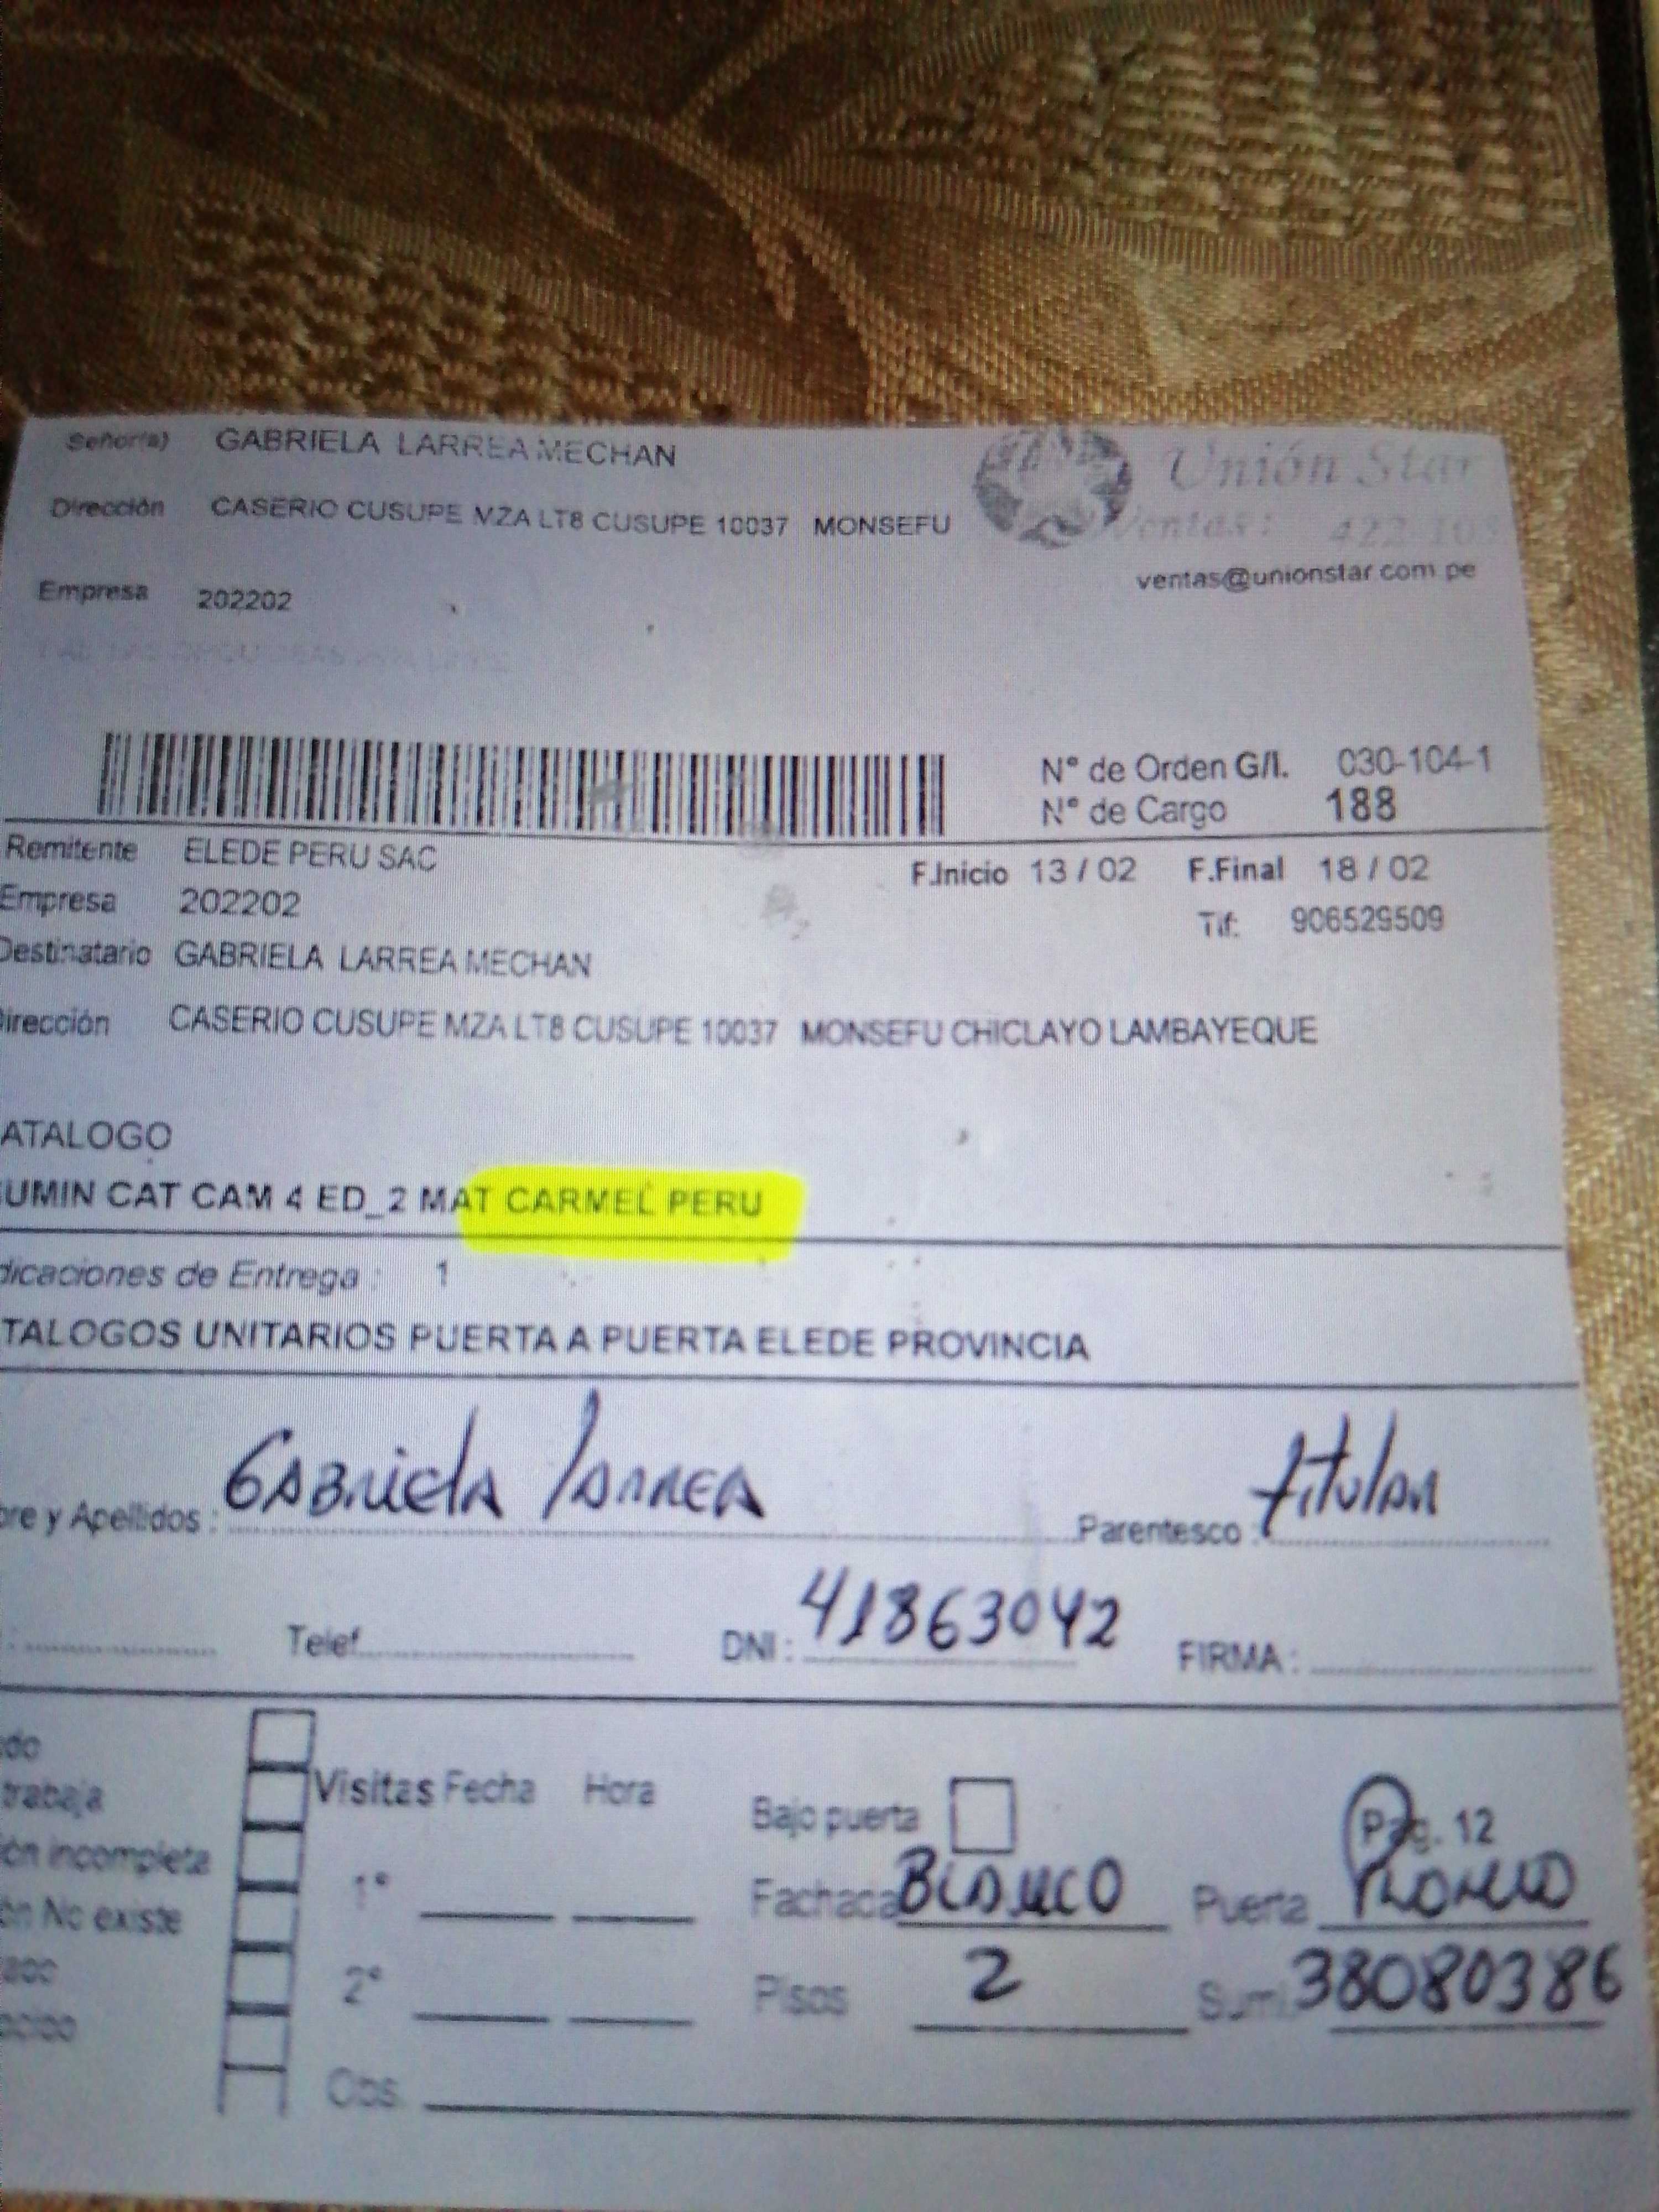 Señor(a) GABRIELA LARREA MECHAN
Unión Star
Dirección CASERIO CUSUPE MZA LT8 CUSUPE 10037 MONSEFU
Ventas:
ventas@unionstar.com.pe
Empresa 202202
N° de Orden G/I. 030-104-1
N° de Cargo 188
Remitente ELEDE PERU SAC
F.Inicio 13 / 02 F.Final 18 / 02
Empresa 202202
Tlf: 906529509
Destinatario GABRIELA LARREA MECHAN
irección CASERIO CUSUPE MZA LT8 CUSUPE 10037 MONSEFU CHICLAYO LAMBAYEQUE
ATALOGO
UMIN CAT CAM 4 ED_2 MAT CARMEL PERU
dicaciones de Entrega : 1
TALOGOS UNITARIOS PUERTA A PUERTA ELEDE PROVINCIA
bre y Apellidos : GABRIELA LARREA Parentesco : titular
Telef. DNI : 41863042 FIRMA :
do
trabaja
Visitas Fecha Hora
Bajo puerta
Pag. 12
ón incompleta
1°
Fachada BLANCO Puerta
ón No existe
2°
Pisos 2 Sumi. 38080386
Obs.